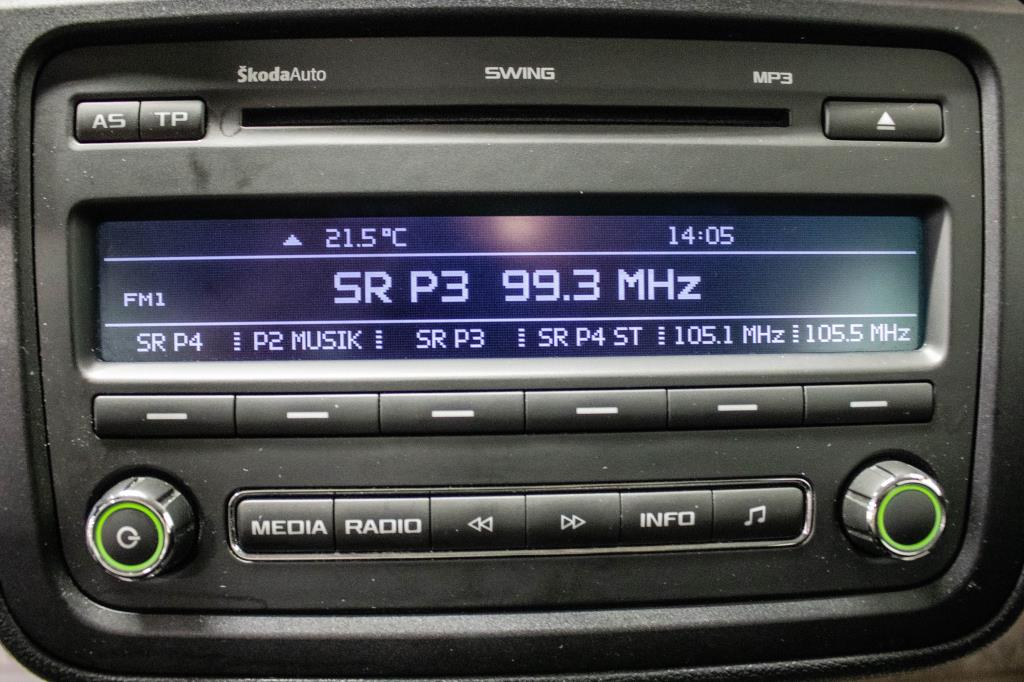 ŠkodaAuto SWING MP3
AS TP
21.5 °C 14:05
SR P3 99.3 MHz
FM1
SR P4 P2 MUSIK SR P3 SR P4 ST 105.1 MHz 105.5 MHz
MEDIA RADIO INFO